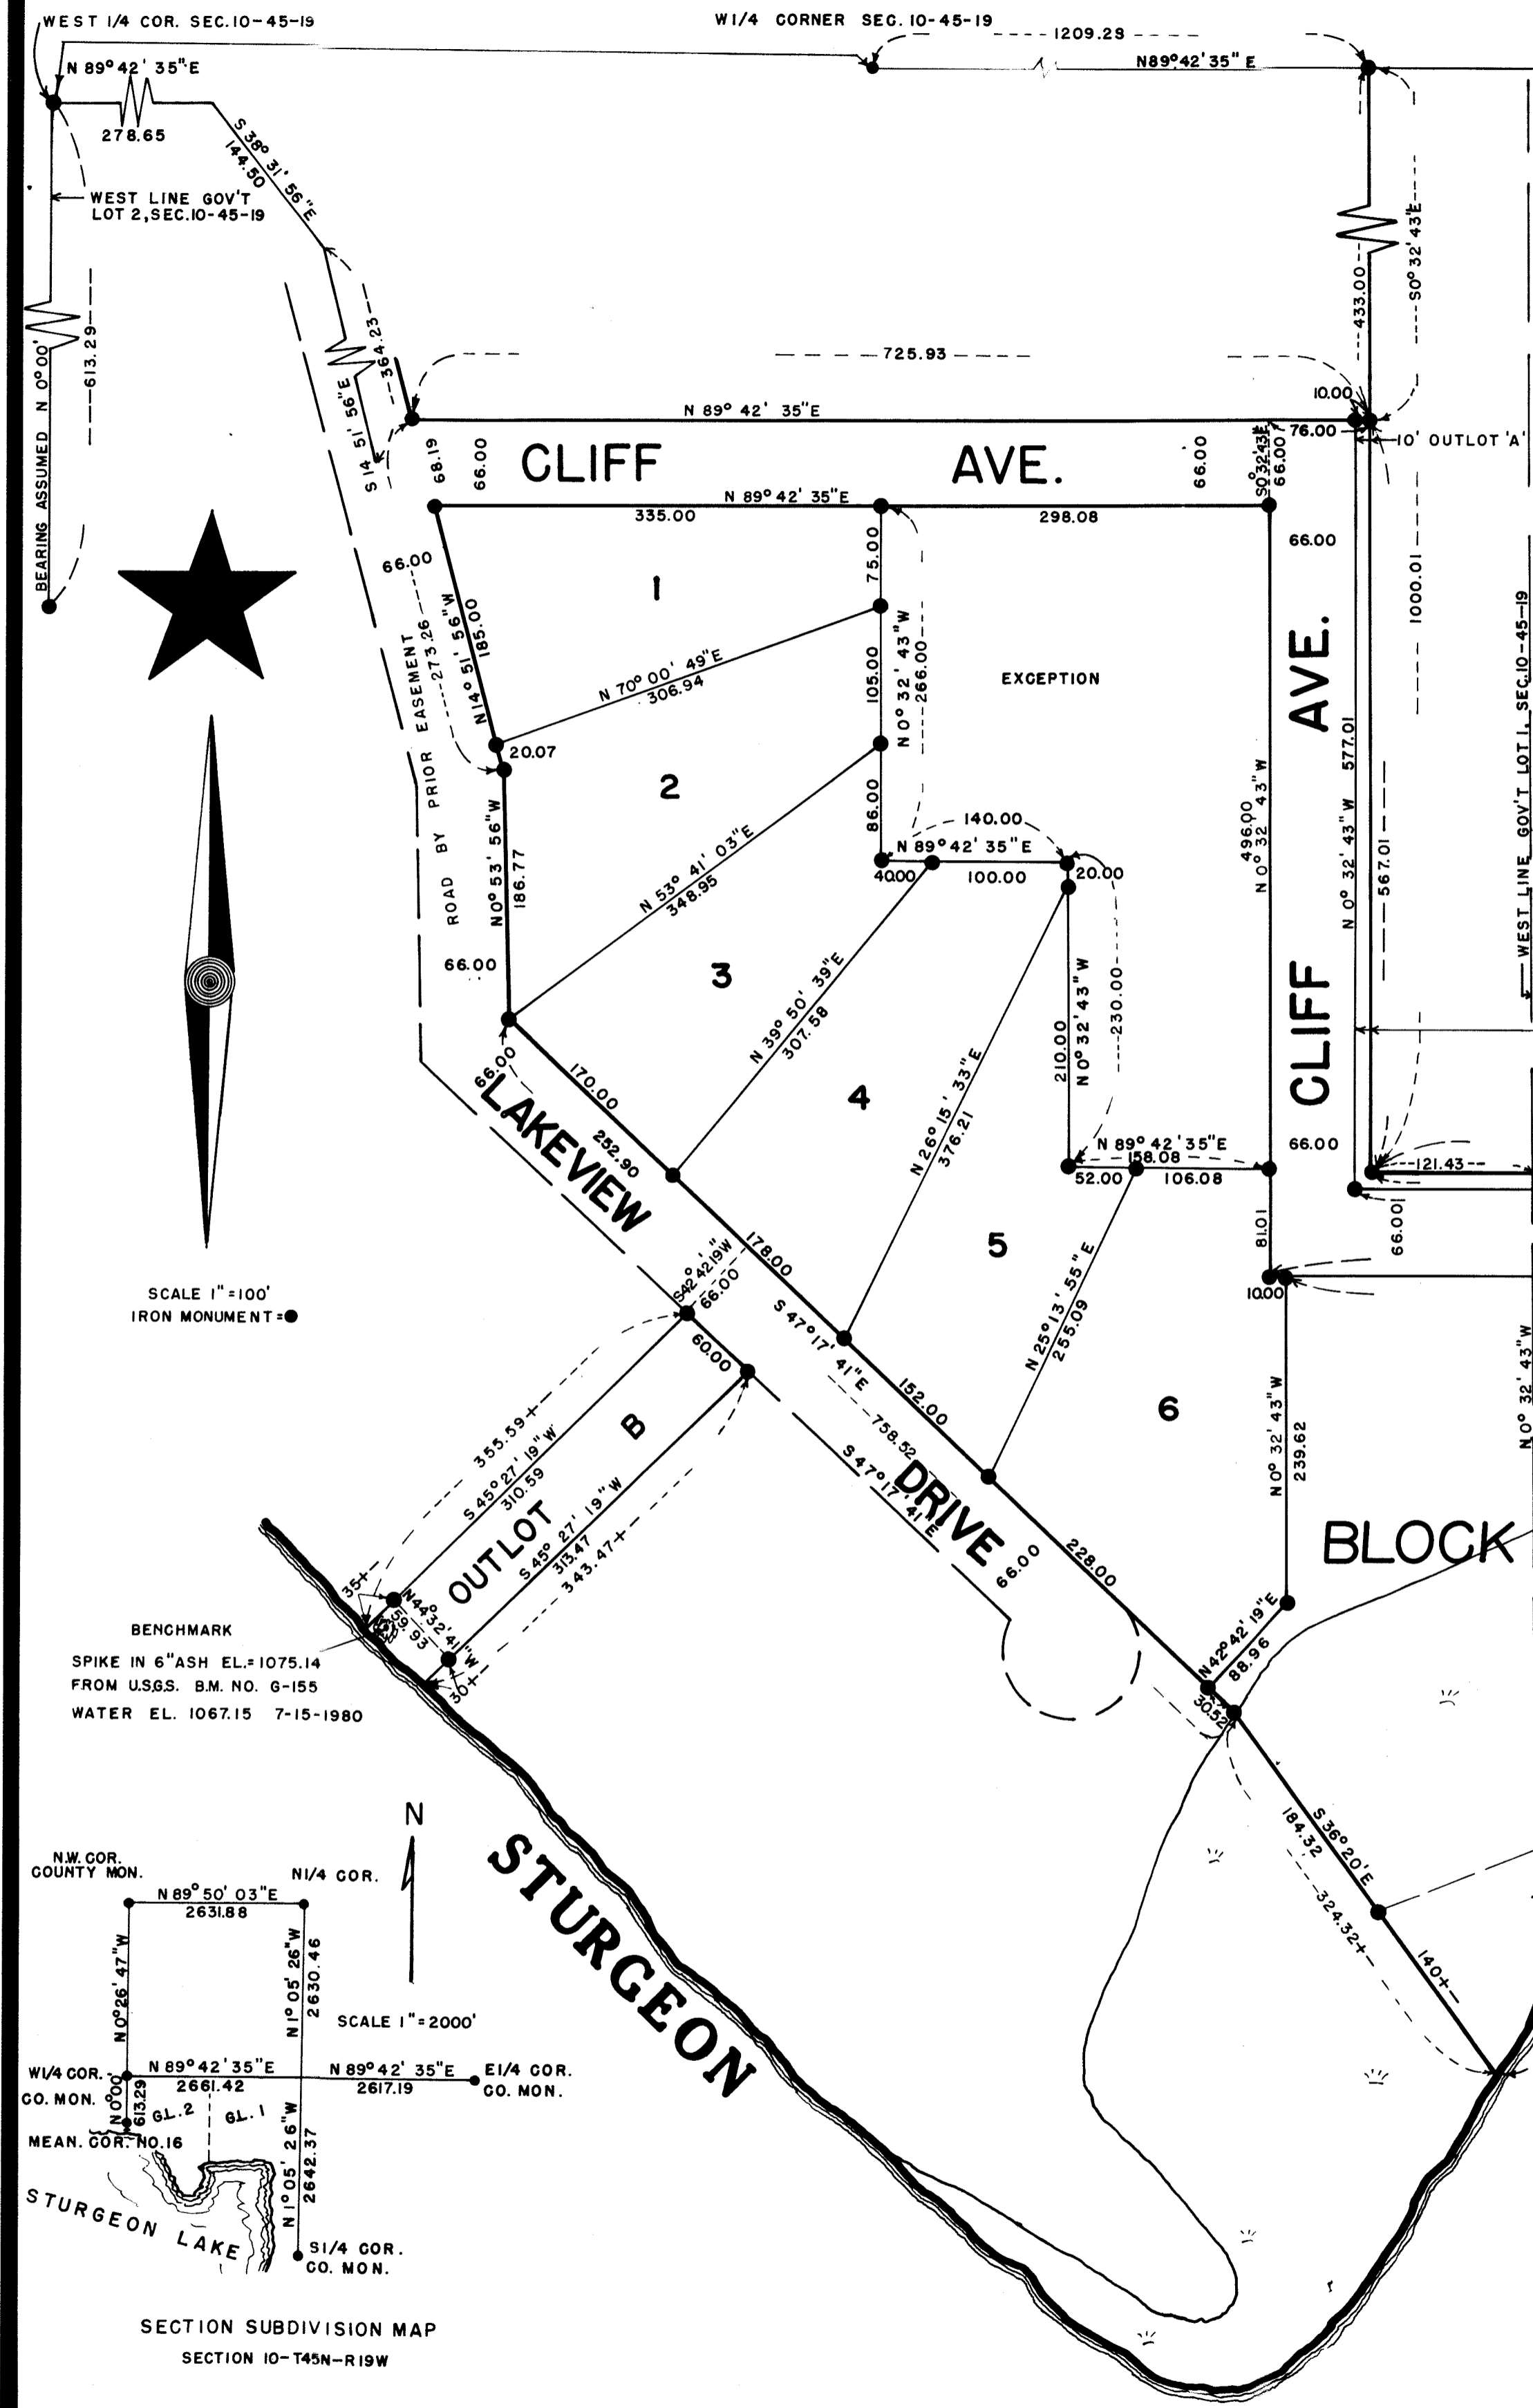 WEST 1/4 COR. SEC. 10-45-19
W1/4 CORNER SEC. 10-45-19
1209.28
N 89° 42' 35" E
N89°42'35" E
278.65
S 38° 31' 56"E
144.50
WEST LINE GOV'T
LOT 2, SEC. 10-45-19
BEARING ASSUMED N 0°00'
613.29
S 14° 51' 56"E
364.23
433.00
S0° 32' 43"E
725.93
N 89° 42' 35"E
10.00
76.00
10' OUTLOT 'A'
68.19
66.00
CLIFF AVE.
66.00
S0°32'43"E
66.00
N 89° 42' 35"E
335.00
298.08
66.00
1000.01
66.00
273.26
N14° 51' 56"W
185.00
1
75.00
N 70° 00' 49"E
306.94
105.00
N 0° 32' 43"W
266.00
EXCEPTION
CLIFF AVE.
N 0° 32' 43" W 577.01
567.01
WEST LINE GOV'T LOT 1, SEC.10-45-19
20.07
2
ROAD BY PRIOR EASEMENT
N0° 53' 56"W
186.77
86.00
140.00
N 89°42' 35"E
40.00
100.00
20.00
496.00
N 0° 32' 43"W
N 53° 41' 03"E
348.95
66.00
3
N 39° 50' 39"E
307.58
210.00
N 0° 32' 43"W
230.00
66.00
170.00
4
N 26° 15' 33"E
376.21
LAKEVIEW
252.90
N 89° 42' 35"E
158.08
52.00
106.08
66.00
121.43
81.01
66.001
5
S42°42'19"W
66.00
178.00
10.00
N 25° 13' 55"E
255.09
SCALE 1"=100'
IRON MONUMENT=
60.00
S 47°17' 41"E
152.00
6
N 0° 32' 43"W
239.62
N 0° 32' 43"W
355.59+
S 45° 27' 19"W
310.59
B
758.52
S 47°17' 41"E
DRIVE
OUTLOT
S 45° 27' 19"W
313.47
343.47+
66.00
228.00
BLOCK
35+
N44°32'41"W
59.93
30+
N42° 42' 19"E
88.96
30.52
BENCHMARK
SPIKE IN 6"ASH EL.=1075.14
FROM U.S.G.S. B.M. NO. G-155
WATER EL. 1067.15 7-15-1980
S 36° 20' E
184.32
324.32+
140+
STURGEON
N
N.W. COR.
COUNTY MON.
N1/4 COR.
N 89° 50' 03"E
2631.88
N0° 26' 47"W
N 1° 05' 26"W
2630.46
SCALE 1"=2000'
W1/4 COR.
CO. MON.
N 89° 42' 35"E
2661.42
N 89° 42' 35"E
2617.19
E1/4 COR.
CO. MON.
N 0°00'
613.29
G.L. 2
G.L. 1
MEAN. COR. NO.16
N 1° 05' 26"W
2642.37
STURGEON LAKE
S1/4 COR.
CO. MON.
SECTION SUBDIVISION MAP
SECTION 10-T45N-R19W